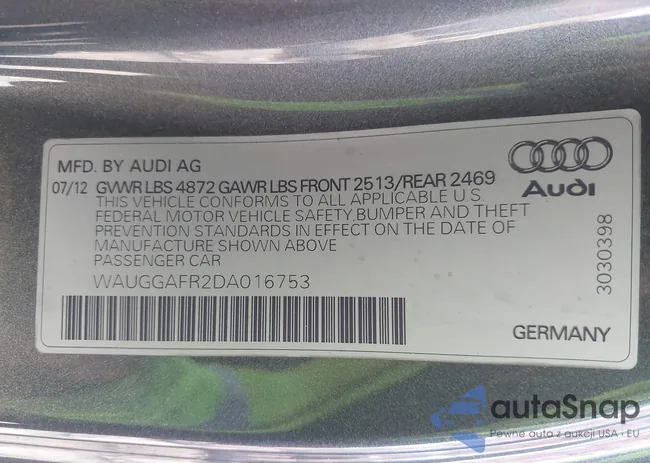 MFD. BY AUDI AG
07/12 GVWR LBS 4872 GAWR LBS FRONT 2513/REAR 2469
THIS VEHICLE CONFORMS TO ALL APPLICABLE U.S.
FEDERAL MOTOR VEHICLE SAFETY,BUMPER AND THEFT
PREVENTION STANDARDS IN EFFECT ON THE DATE OF
MANUFACTURE SHOWN ABOVE
PASSENGER CAR
WAUGGAFR2DA016753
Audi
3030398
GERMANY
autoSnap
Pewne auta z aukcji USA i EU